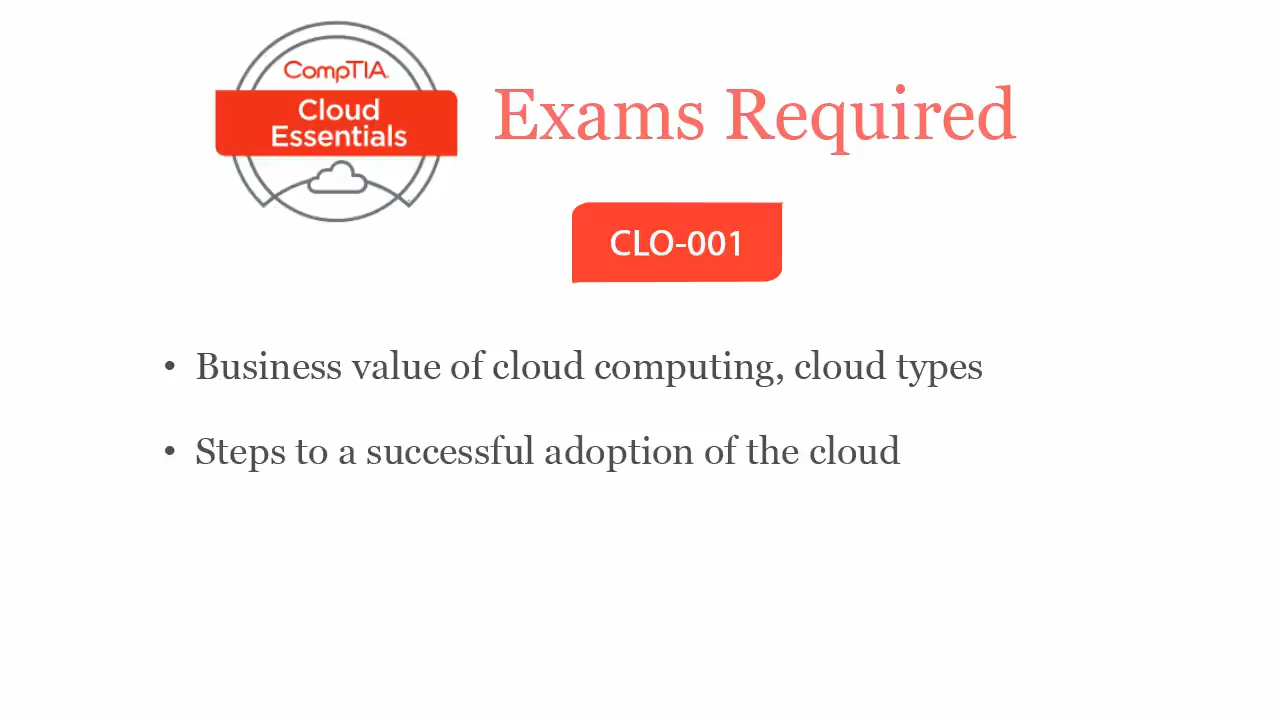 CompTIA
Cloud
Essentials
Exams Required
CLO-001
• Business value of cloud computing, cloud types
• Steps to a successful adoption of the cloud